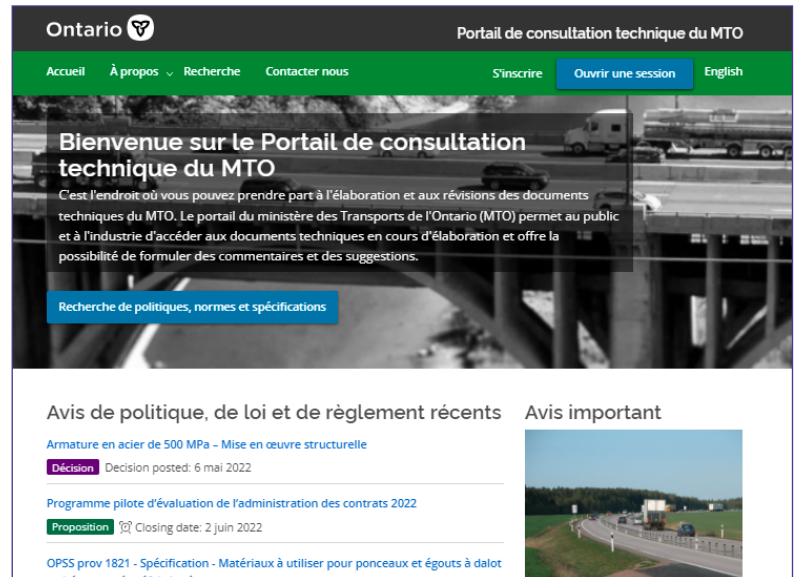 Ontario
Portail de consultation technique du MTO
Accueil À propos Recherche Contacter nous S'inscrire Ouvrir une session English
Bienvenue sur le Portail de consultation
technique du MTO
C'est l'endroit où vous pouvez prendre part à l'élaboration et aux révisions des documents
techniques du MTO. Le portail du ministère des Transports de l'Ontario (MTO) permet au public
et à l'industrie d'accéder aux documents techniques en cours d'élaboration et offre la
possibilité de formuler des commentaires et des suggestions.
Recherche de politiques, normes et spécifications
Avis de politique, de loi et de règlement récents
Avis important
Armature en acier de 500 MPa – Mise en œuvre structurelle
Décision Decision posted: 6 mai 2022
Programme pilote d'évaluation de l'administration des contrats 2022
Proposition Closing date: 2 juin 2022
OPSS prov 1821 - Spécification - Matériaux à utiliser pour ponceaux et égouts à dalot